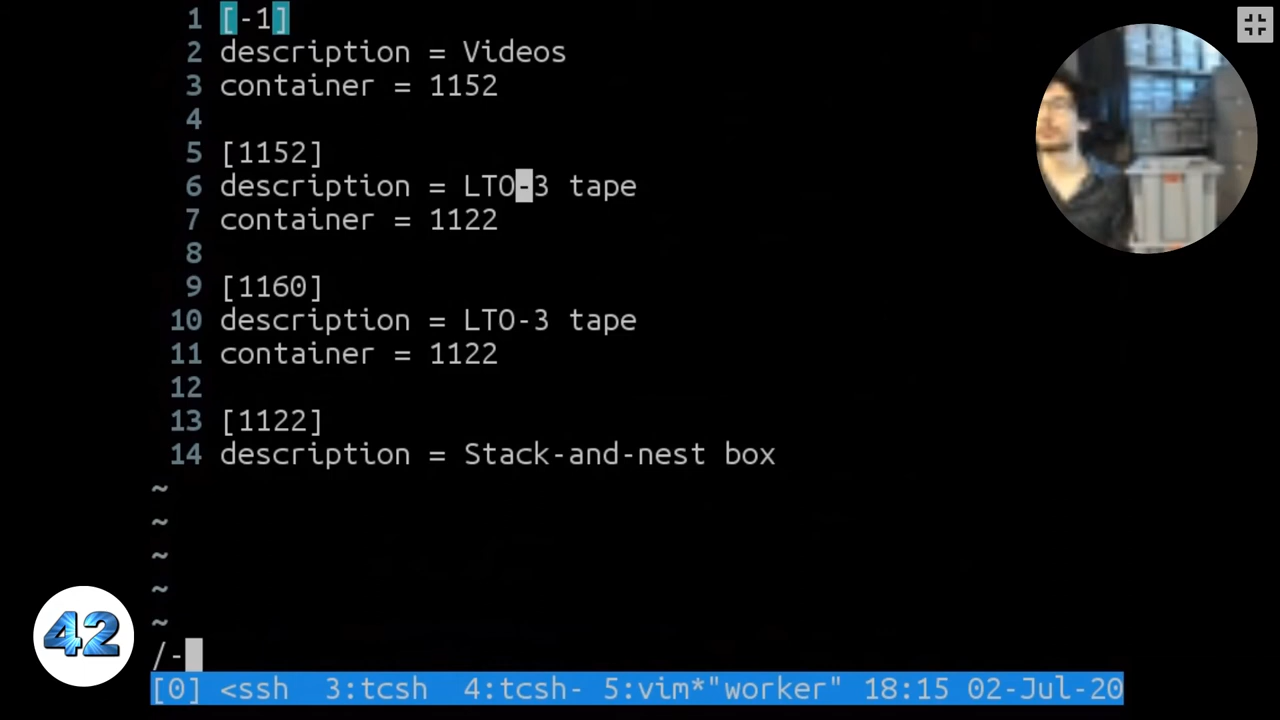 1 [-1]
2 description = Videos
3 container = 1152
4
5 [1152]
6 description = LTO-3 tape
7 container = 1122
8
9 [1160]
10 description = LTO-3 tape
11 container = 1122
12
13 [1122]
14 description = Stack-and-nest box
~
~
~
~
~
42
/-
[0] <ssh 3:tcsh 4:tcsh- 5:vim*"worker" 18:15 02-Jul-20